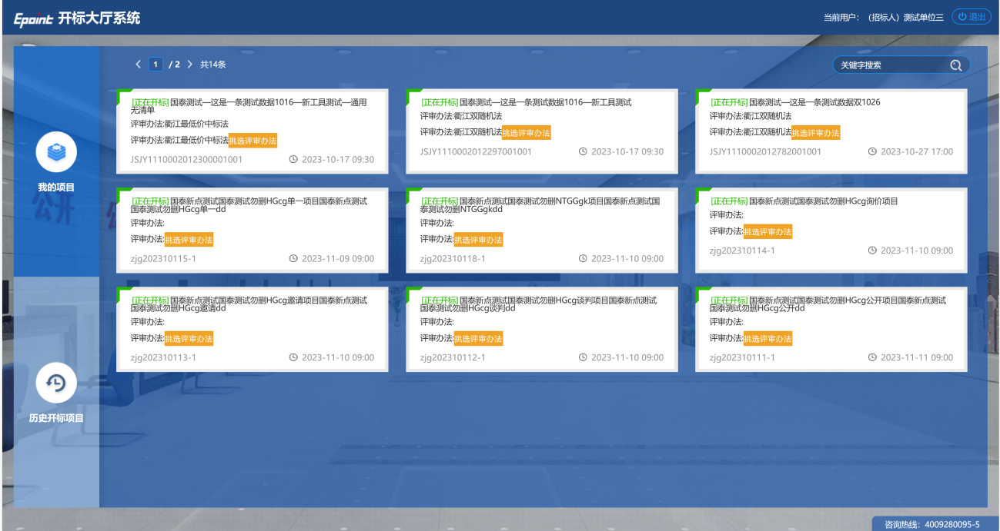 Epoint 开标大厅系统
当前用户： （招标人）测试单位三
退出
1 / 2 共14条
关键字搜索
我的项目
历史开标项目
[正在开标] 国泰测试—这是一条测试数据1016—新工具测试—通用
无清单
评审办法:衢江最低价中标法
评审办法:衢江最低价中标法挑选评审办法
JSJY1110002012300001001 2023-10-17 09:30
[正在开标] 国泰测试—这是一条测试数据1016—新工具测试
评审办法:衢江双随机法
评审办法:衢江双随机法挑选评审办法
JSJY1110002012297001001 2023-10-17 09:30
[正在开标] 国泰测试—这是一条测试数据双1026
评审办法:衢江双随机法
评审办法:衢江双随机法挑选评审办法
JSJY1110002012782001001 2023-10-27 17:00
[正在开标] 国泰新点测试国泰测试勿删HGcg单一项目国泰新点测试
国泰测试勿删HGcg单一dd
评审办法:
评审办法:挑选评审办法
zjg202310115-1 2023-11-09 09:00
[正在开标] 国泰新点测试国泰测试勿删NTGGgk项目国泰新点测试国
泰测试勿删NTGGgkdd
评审办法:
评审办法:挑选评审办法
zjg202310118-1 2023-11-10 09:00
[正在开标] 国泰新点测试国泰测试勿删HGcg询价项目
评审办法:
评审办法:挑选评审办法
zjg202310114-1 2023-11-10 09:00
[正在开标] 国泰新点测试国泰测试勿删HGcg邀请项目国泰新点测试
国泰测试勿删HGcg邀请dd
评审办法:
评审办法:挑选评审办法
zjg202310113-1 2023-11-10 09:00
[正在开标] 国泰新点测试国泰测试勿删HGcg谈判项目国泰新点测试
国泰测试勿删HGcg谈判dd
评审办法:
评审办法:挑选评审办法
zjg202310112-1 2023-11-10 09:00
[正在开标] 国泰新点测试国泰测试勿删HGcg公开项目国泰新点测试
国泰测试勿删HGcg公开dd
评审办法:
评审办法:挑选评审办法
zjg202310111-1 2023-11-11 09:00
公开
咨询热线：4009280095-5